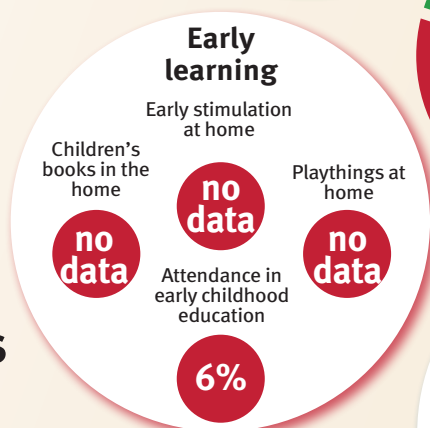 Early
learning
Early stimulation
at home
Children's
books in the
home
Playthings at
home
no
data
no
data
no
data
Attendance in
early childhood
education
s
6%